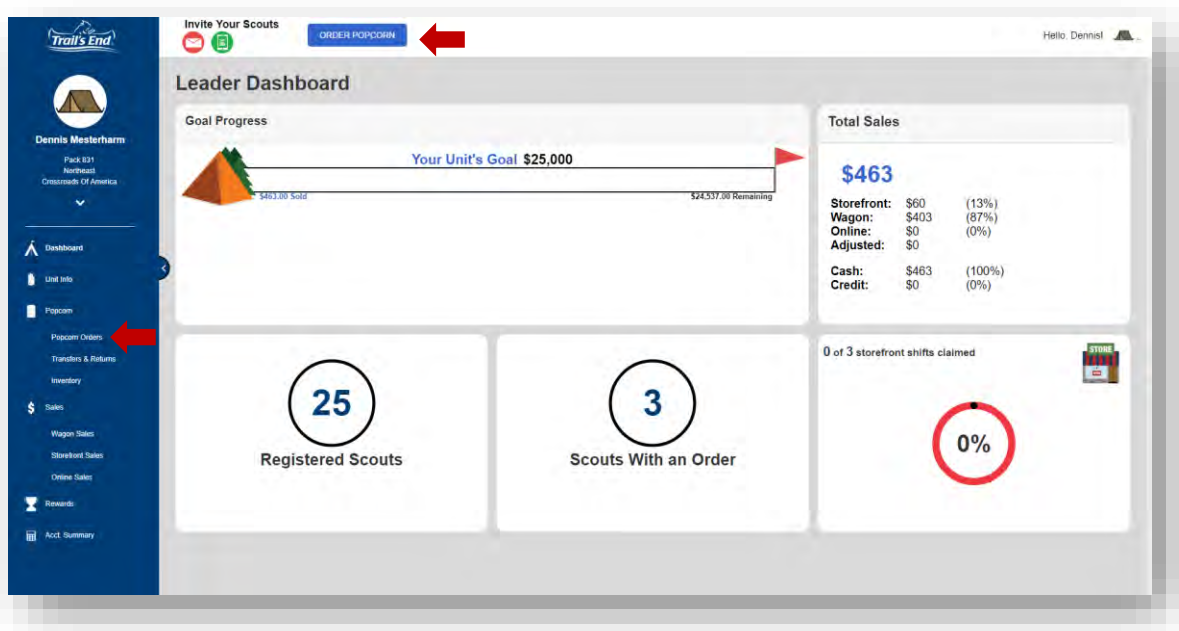 Trail's End
Dennis Mesterharm
Pack 831
Northeast
Crossroads Of America
Dashboard
Unit Info
Popcorn
Popcorn Orders
Transfers & Returns
Inventory
Sales
Wagon Sales
Storefront Sales
Online Sales
Rewards
Acct. Summary
Invite Your Scouts
ORDER POPCORN
Hello, Dennis!
Leader Dashboard
Goal Progress
Your Unit's Goal $25,000
$463.00 Sold
$24,537.00 Remaining
Total Sales
$463
Storefront: $60 (13%)
Wagon: $403 (87%)
Online: $0 (0%)
Adjusted: $0
Cash: $463 (100%)
Credit: $0 (0%)
25
Registered Scouts
3
Scouts With an Order
0 of 3 storefront shifts claimed
STORE
0%